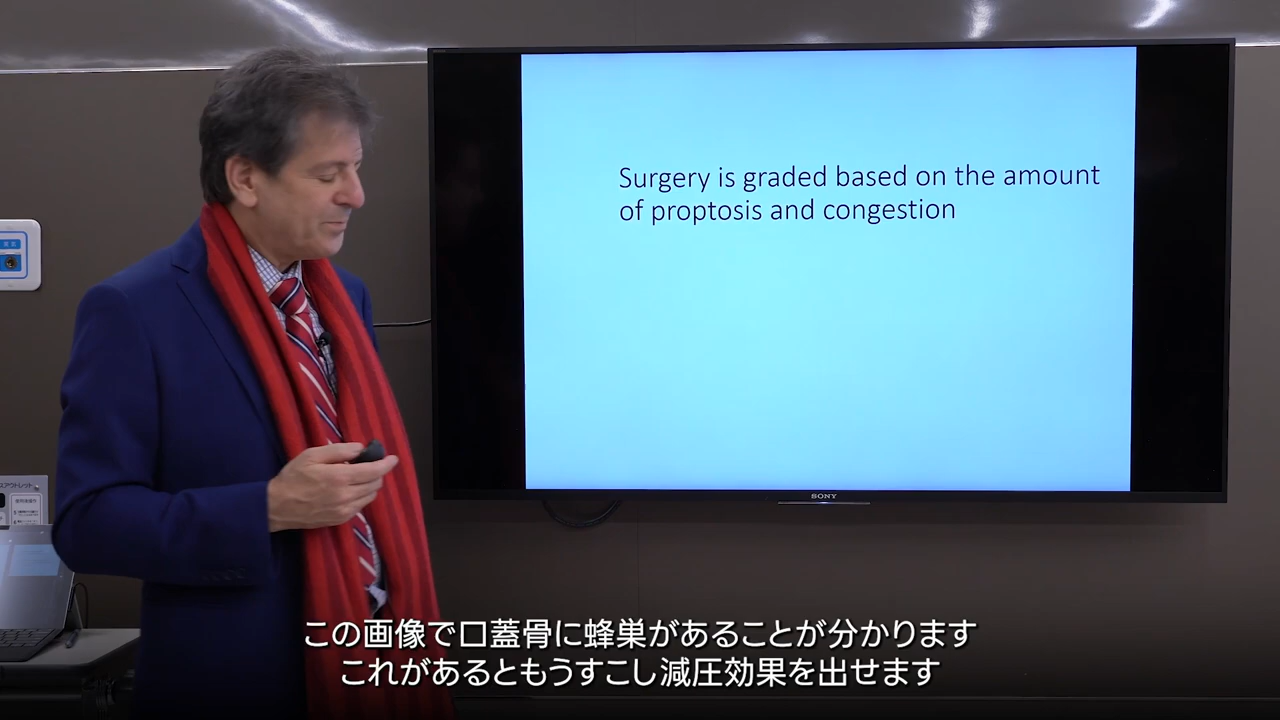 Surgery is graded based on the amount
of proptosis and congestion
SONY
この画像で口蓋骨に蜂巣があることが分かります
これがあるともうすこし減圧効果を出せます